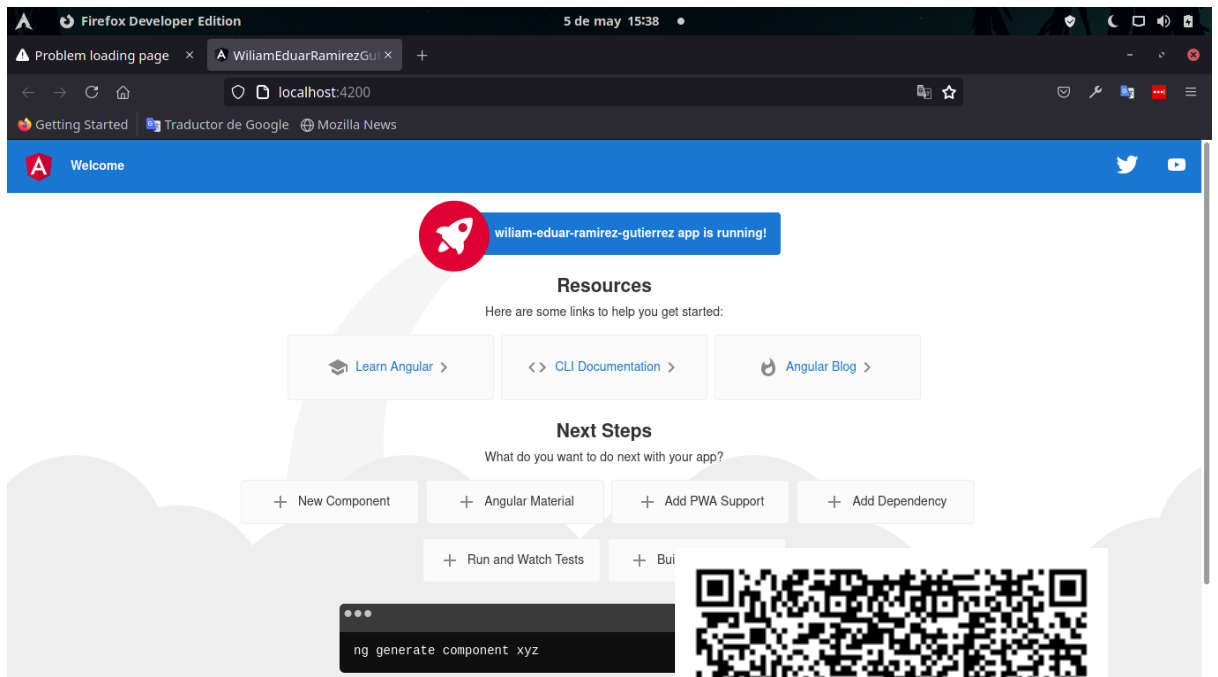 Firefox Developer Edition
5 de may 15:38
Problem loading page
WiliamEduarRamirezGut
localhost:4200
Getting Started
Traductor de Google
Mozilla News
Welcome
wiliam-eduar-ramirez-gutierrez app is running!
Resources
Here are some links to help you get started:
Learn Angular
CLI Documentation
Angular Blog
Next Steps
What do you want to do next with your app?
New Component
Angular Material
Add PWA Support
Add Dependency
Run and Watch Tests
Bui
ng generate component xyz